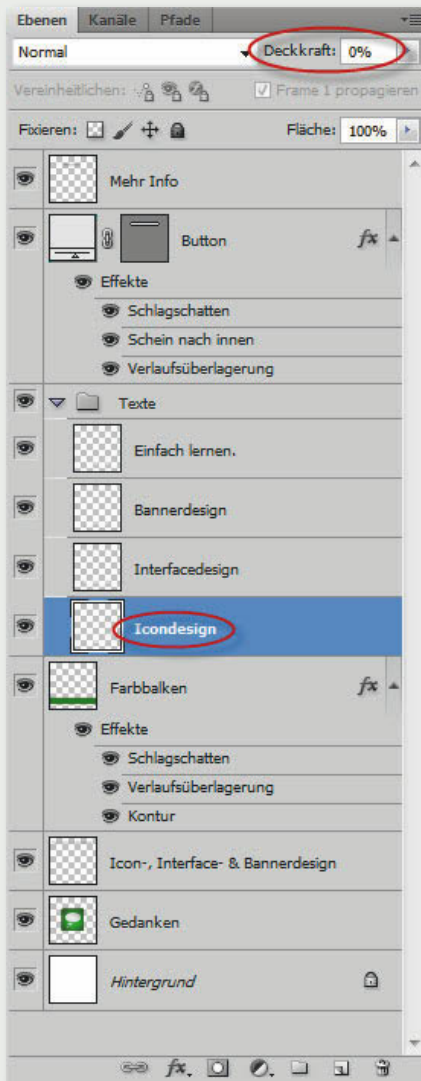 Ebenen Kanäle Pfade
Normal Deckkraft: 0%
Vereinheitlichen: Frame 1 propagieren
Fixieren: Fläche: 100%
Mehr Info
Button fx
Effekte
Schlagschatten
Schein nach innen
Verlaufsüberlagerung
Texte
Einfach lernen.
Bannerdesign
Interfacedesign
Icondesign
Farbbalken fx
Effekte
Schlagschatten
Verlaufsüberlagerung
Kontur
Icon-, Interface- & Bannerdesign
Gedanken
Hintergrund
fx.